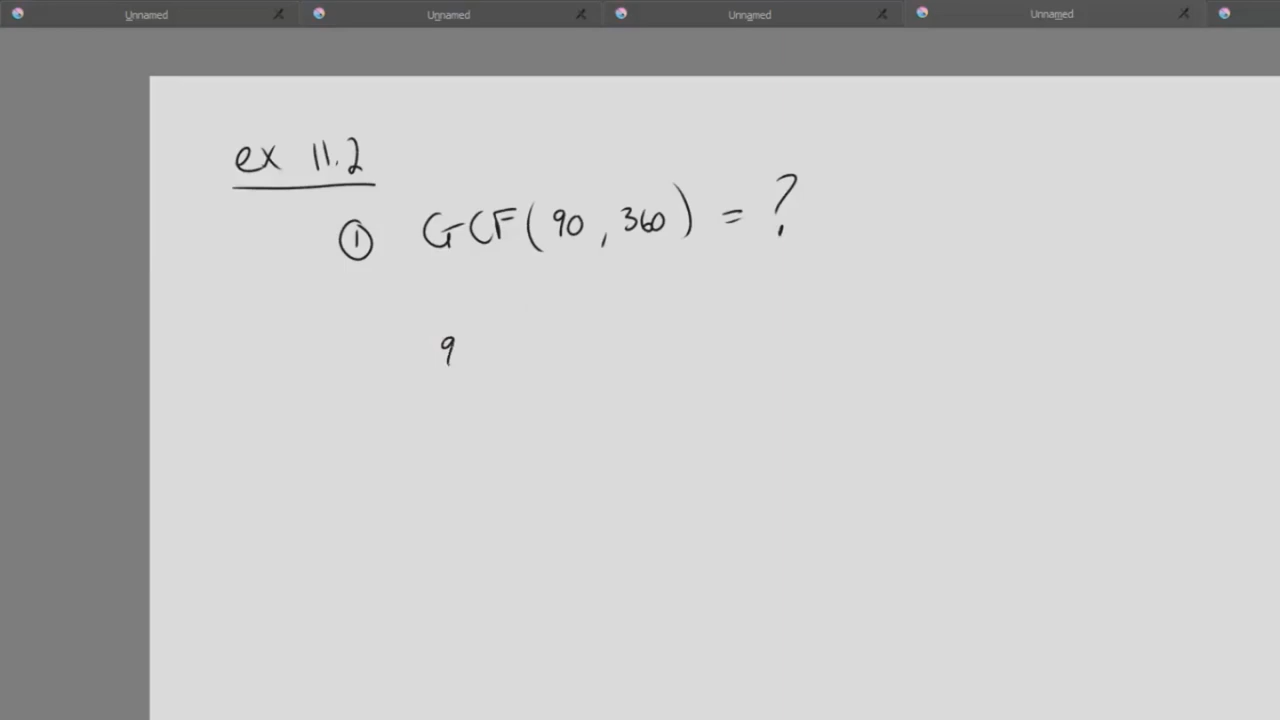 Unnamed Unnamed Unnamed Unnamed
ex 11.2
① GCF(90, 360) = ?
9